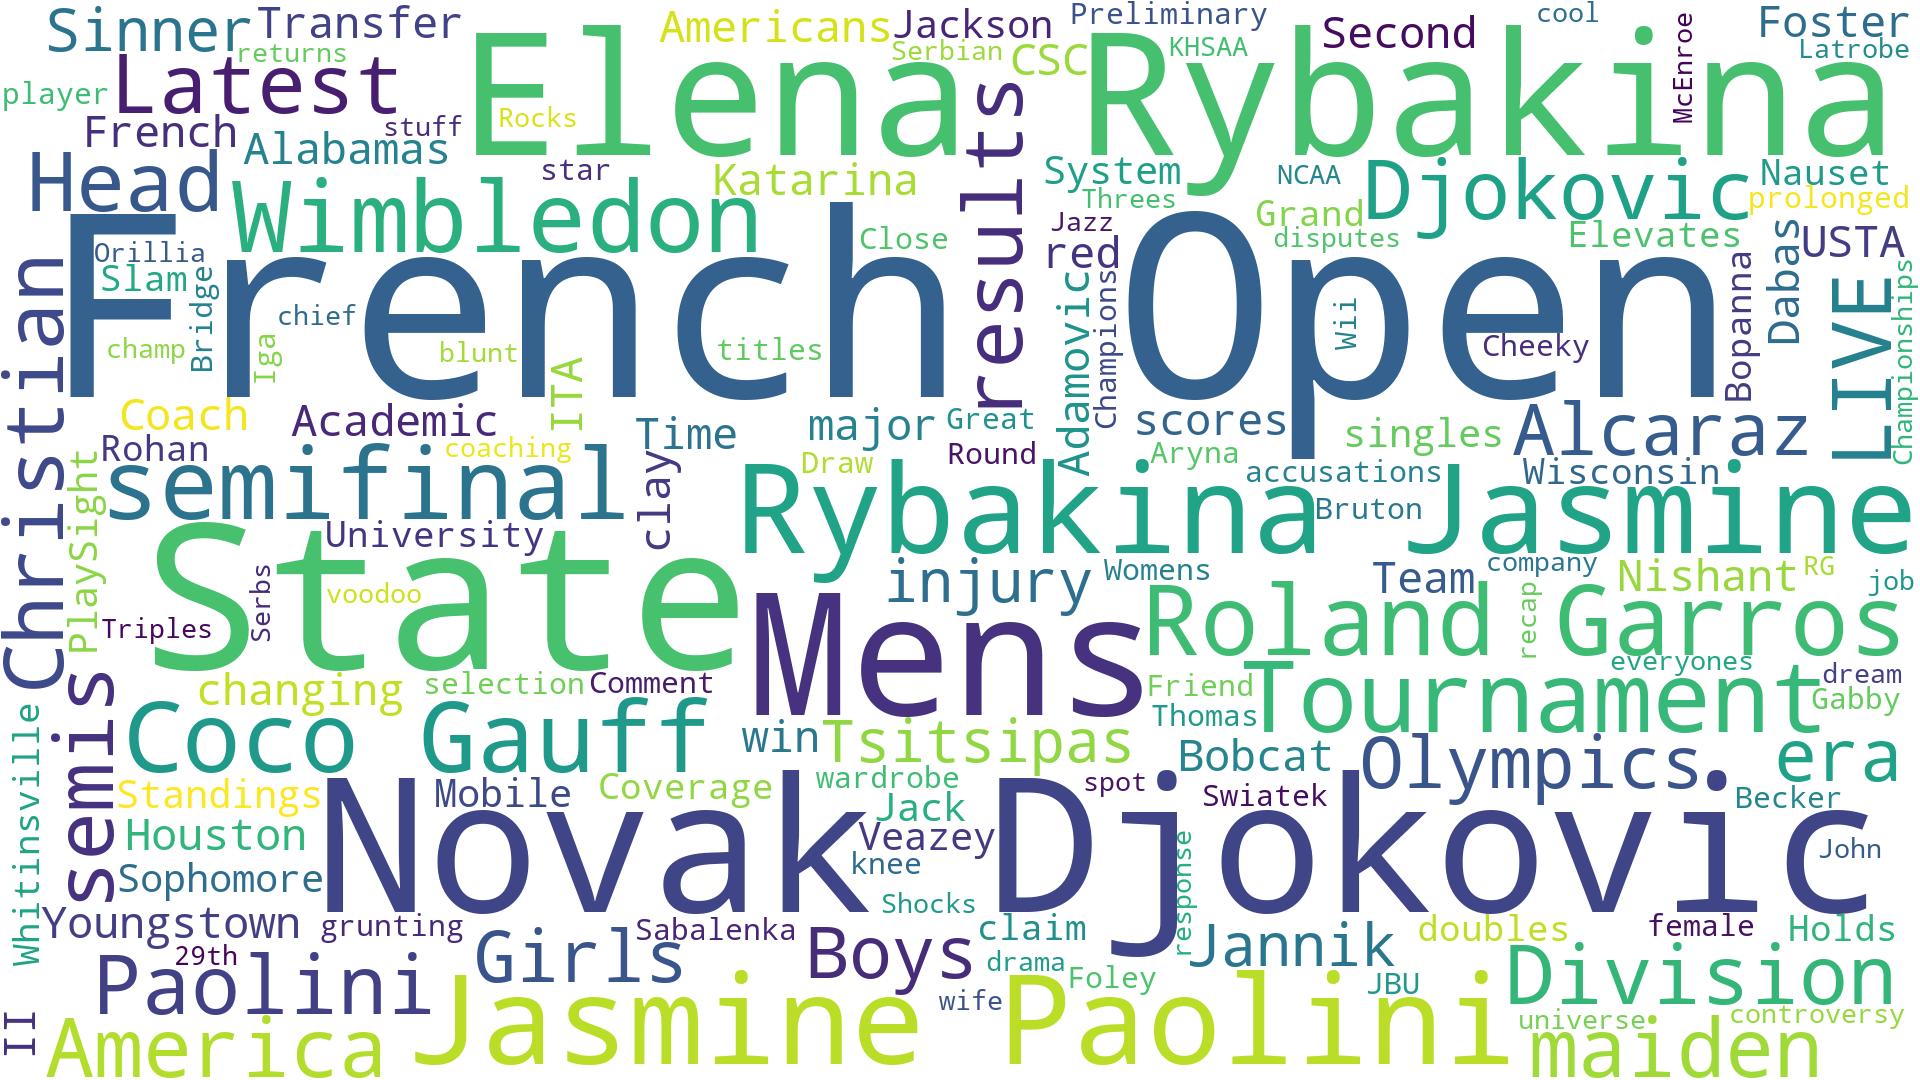 Sinner
Transfer
Americans
Jackson
Preliminary
cool
Foster
returns
Serbian
CSC
KHSAA
Second
McEnroe
Latrobe
player
Latest
Elena Rybakina
French
stuff
Rocks
results
Head
Alabamas
star
Katarina
System
NCAA
Djokovic
Nauset
Threes
prolonged
Wimbledon
Jazz
Grand
Orillia
Close
red
disputes
Elevates
Dabas
USTA
Slam
Bridge
French Open
Christian
chief
Adamovic
Champions
Wii
Bopanna
LIVE
Championships
champ
Iga
blunt
titles
Cheeky
IITA
Coach
Academic
Time
major
Great
scores
singles
Alcaraz
Rohan
coaching
Draw
Round
Aryna
PlaySight
semifinal
clay
accusations
Wisconsin
Rybakina
Bruton
Jasmine
University
State
Serbs
voodoo
injury
Womens
Team
company
Nishant
RG
job
Triples
Mens
Roland Garros
recap
semis
changing
selection
Comment
Friend
everyones
dream
Tournament
Gabby
Thomas
Whitinsville
Coco Gauff
win
Tsitsipas
Bobcat
Olympics
era
Standings
Mobile
Coverage
wardrobe
spot
Swiatek
Becker
Jack
Novak Djokovic
Houston
Veazey
knee
response
John
Sophomore
Shocks
Youngstown
grunting
Sabalenka
claim
doubles
female
Holds
29th
Girls
Boys
Jannik
drama
Paolini
Foley
JBU
Division
wife
II
America
Jasmine Paolini
universe
controversy
maiden